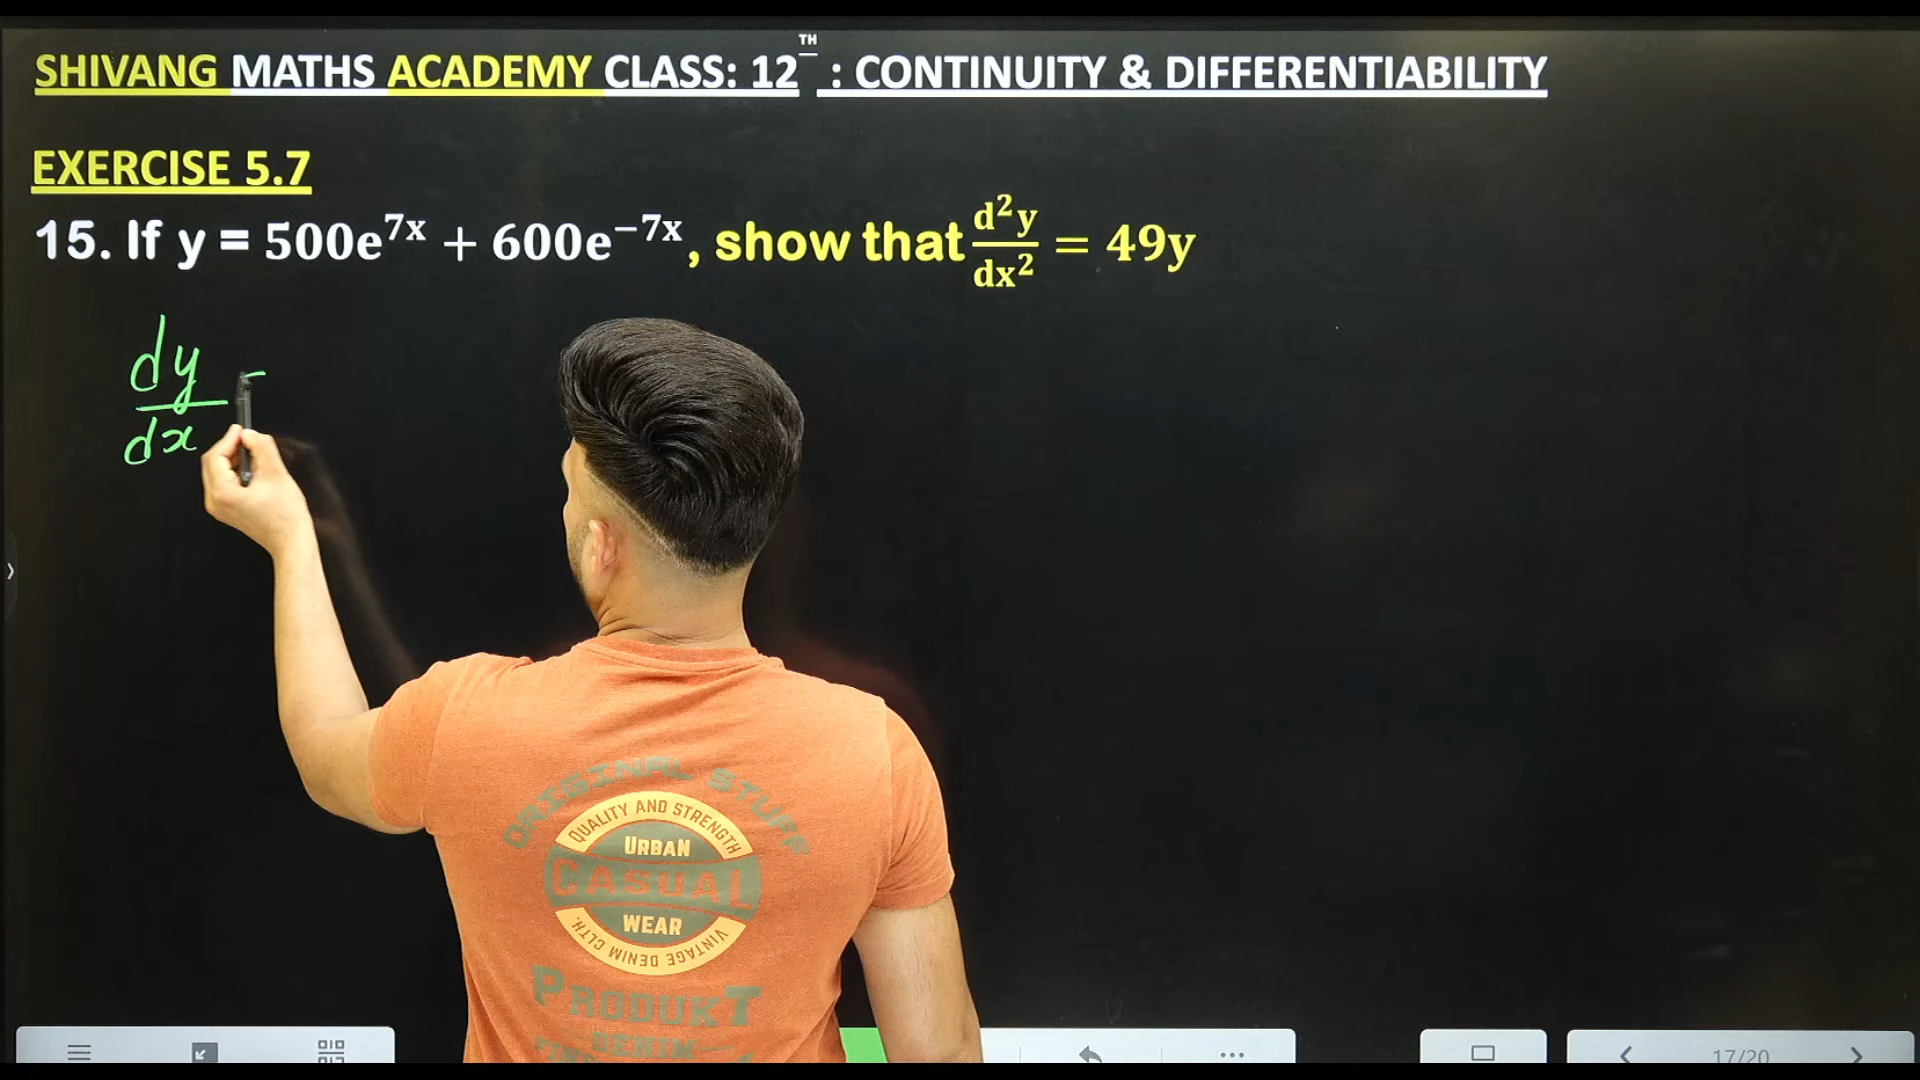 SHIVANG MATHS ACADEMY CLASS: 12TH : CONTINUITY & DIFFERENTIABILITY
EXERCISE 5.7
15. If y = 500e^{7x} + 600e^{−7x}, show that d²y/dx² = 49y
dy/dx
ORIGINAL STUFF
QUALITY AND STRENGTH
URBAN
CASUAL
WEAR
VINTAGE DENIM CLTH.
PRODUKT
DENIM
17/20